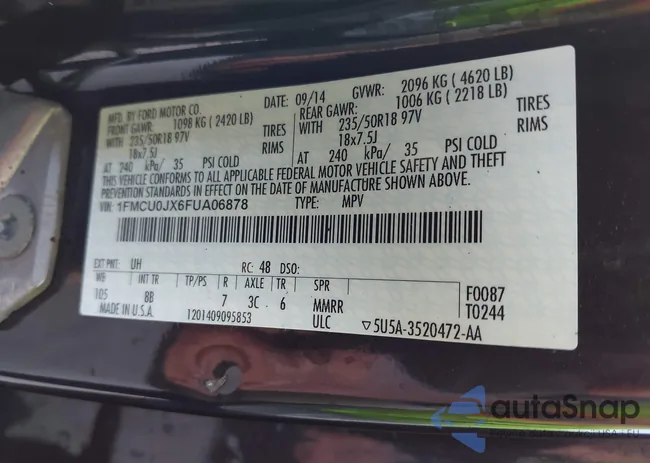 MFD. BY FORD MOTOR CO.
DATE: 09/14 GVWR: 2096 KG ( 4620 LB)
FRONT GAWR: 1098 KG ( 2420 LB)
REAR GAWR: 1006 KG ( 2218 LB)
WITH 235/50R18 97V TIRES
WITH 235/50R18 97V TIRES
18x7.5J RIMS
18x7.5J RIMS
AT 240 kPa/ 35 PSI COLD
AT 240 kPa/ 35 PSI COLD
THIS VEHICLE CONFORMS TO ALL APPLICABLE FEDERAL MOTOR VEHICLE SAFETY AND THEFT
PREVENTION STANDARDS IN EFFECT ON THE DATE OF MANUFACTURE SHOWN ABOVE.
VIN: 1FMCU0JX6FUA06878 TYPE: MPV
EXT PNT: UH RC: 48 DSO:
WB INT TR TP/PS R AXLE TR SPR
105 8B 7 3C 6 MMRR
F0087
T0244
MADE IN U.S.A. 1201409095853 ULC ▽5U5A-3520472-AA
autoSnap